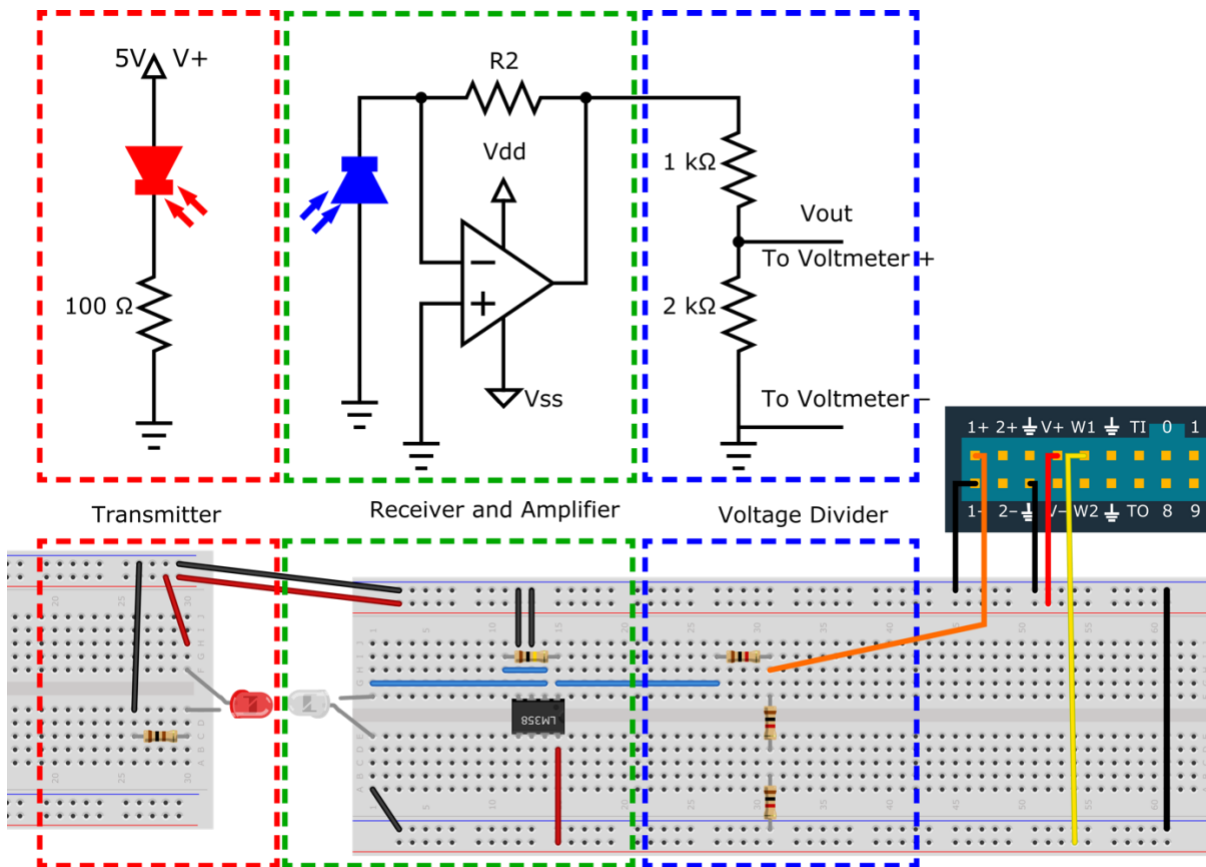 5V V+
100 Ω
R2
Vdd
Vss
1 kΩ
Vout
To Voltmeter +
2 kΩ
To Voltmeter –
Transmitter
Receiver and Amplifier
Voltage Divider
1+ 2+ V+ W1 TI 0 1
1– 2– V– W2 TO 8 9
LM358